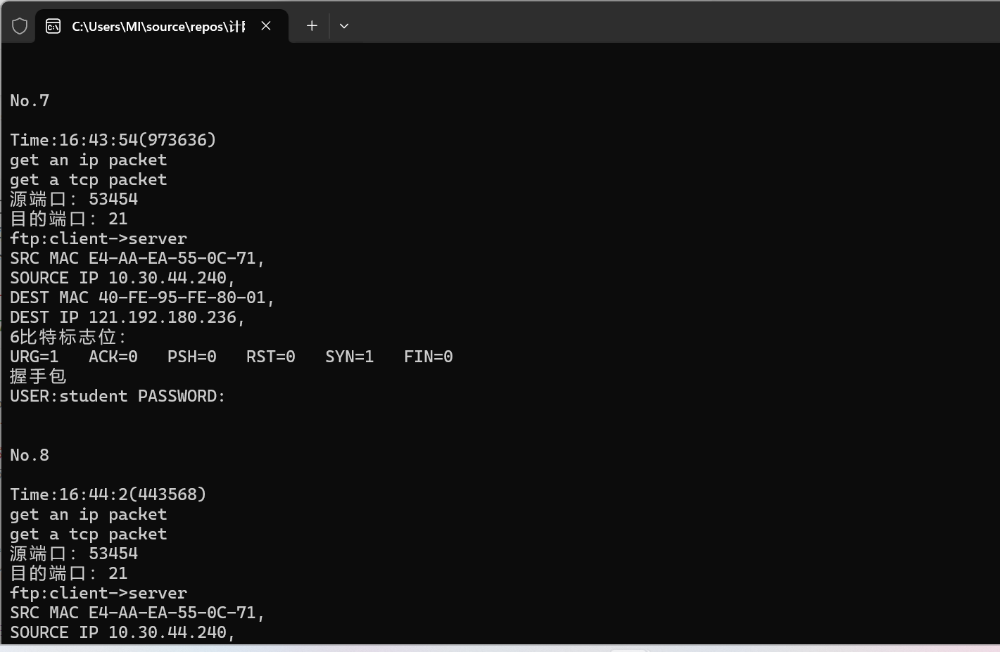 C:\Users\MI\source\repos\计
No.7
Time:16:43:54(973636)
get an ip packet
get a tcp packet
源端口: 53454
目的端口: 21
ftp:client->server
SRC MAC E4-AA-EA-55-0C-71,
SOURCE IP 10.30.44.240,
DEST MAC 40-FE-95-FE-80-01,
DEST IP 121.192.180.236,
6比特标志位:
URG=1 ACK=0 PSH=0 RST=0 SYN=1 FIN=0
握手包
USER:student PASSWORD:
No.8
Time:16:44:2(443568)
get an ip packet
get a tcp packet
源端口: 53454
目的端口: 21
ftp:client->server
SRC MAC E4-AA-EA-55-0C-71,
SOURCE IP 10.30.44.240,